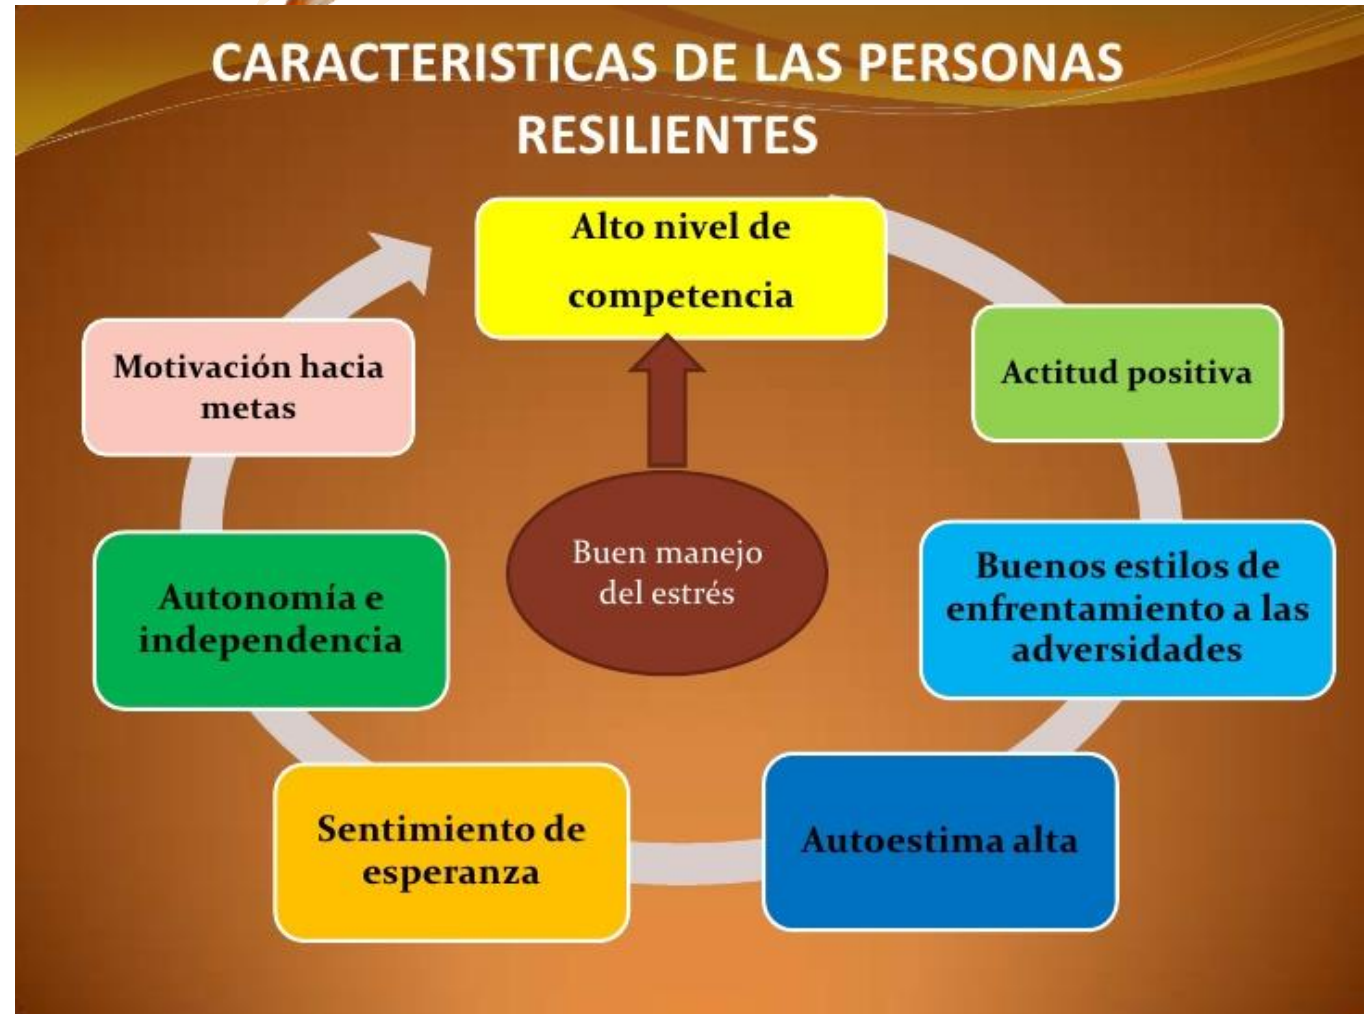 CARACTERISTICAS DE LAS PERSONAS
RESILIENTES
Alto nivel de
competencia
Actitud positiva
Buenos estilos de
enfrentamiento a las
adversidades
Autoestima alta
Sentimiento de
esperanza
Autonomía e
independencia
Motivación hacia
metas
Buen manejo
del estrés